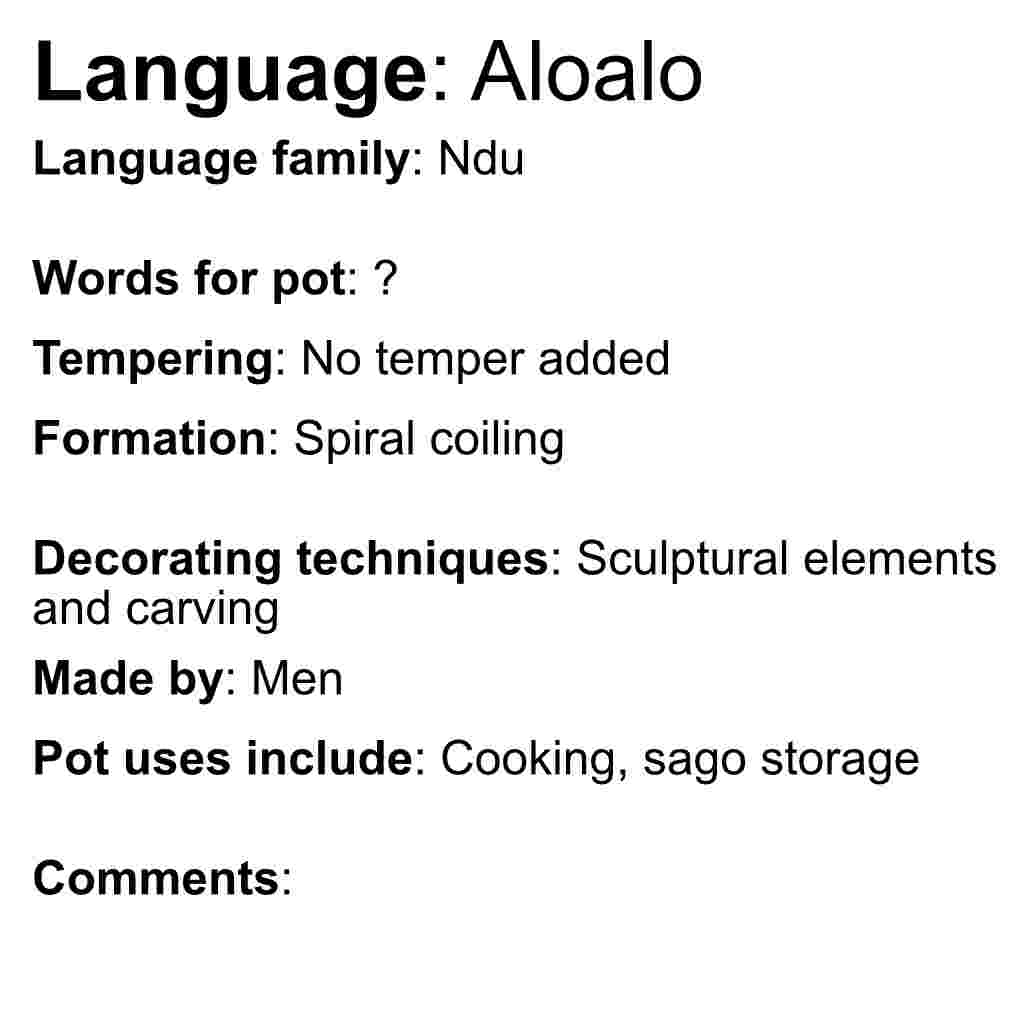 Language: Aloalo
Language family: Ndu
Words for pot: ?
Tempering: No temper added
Formation: Spiral coiling
Decorating techniques: Sculptural elements
and carving
Made by: Men
Pot uses include: Cooking, sago storage
Comments: